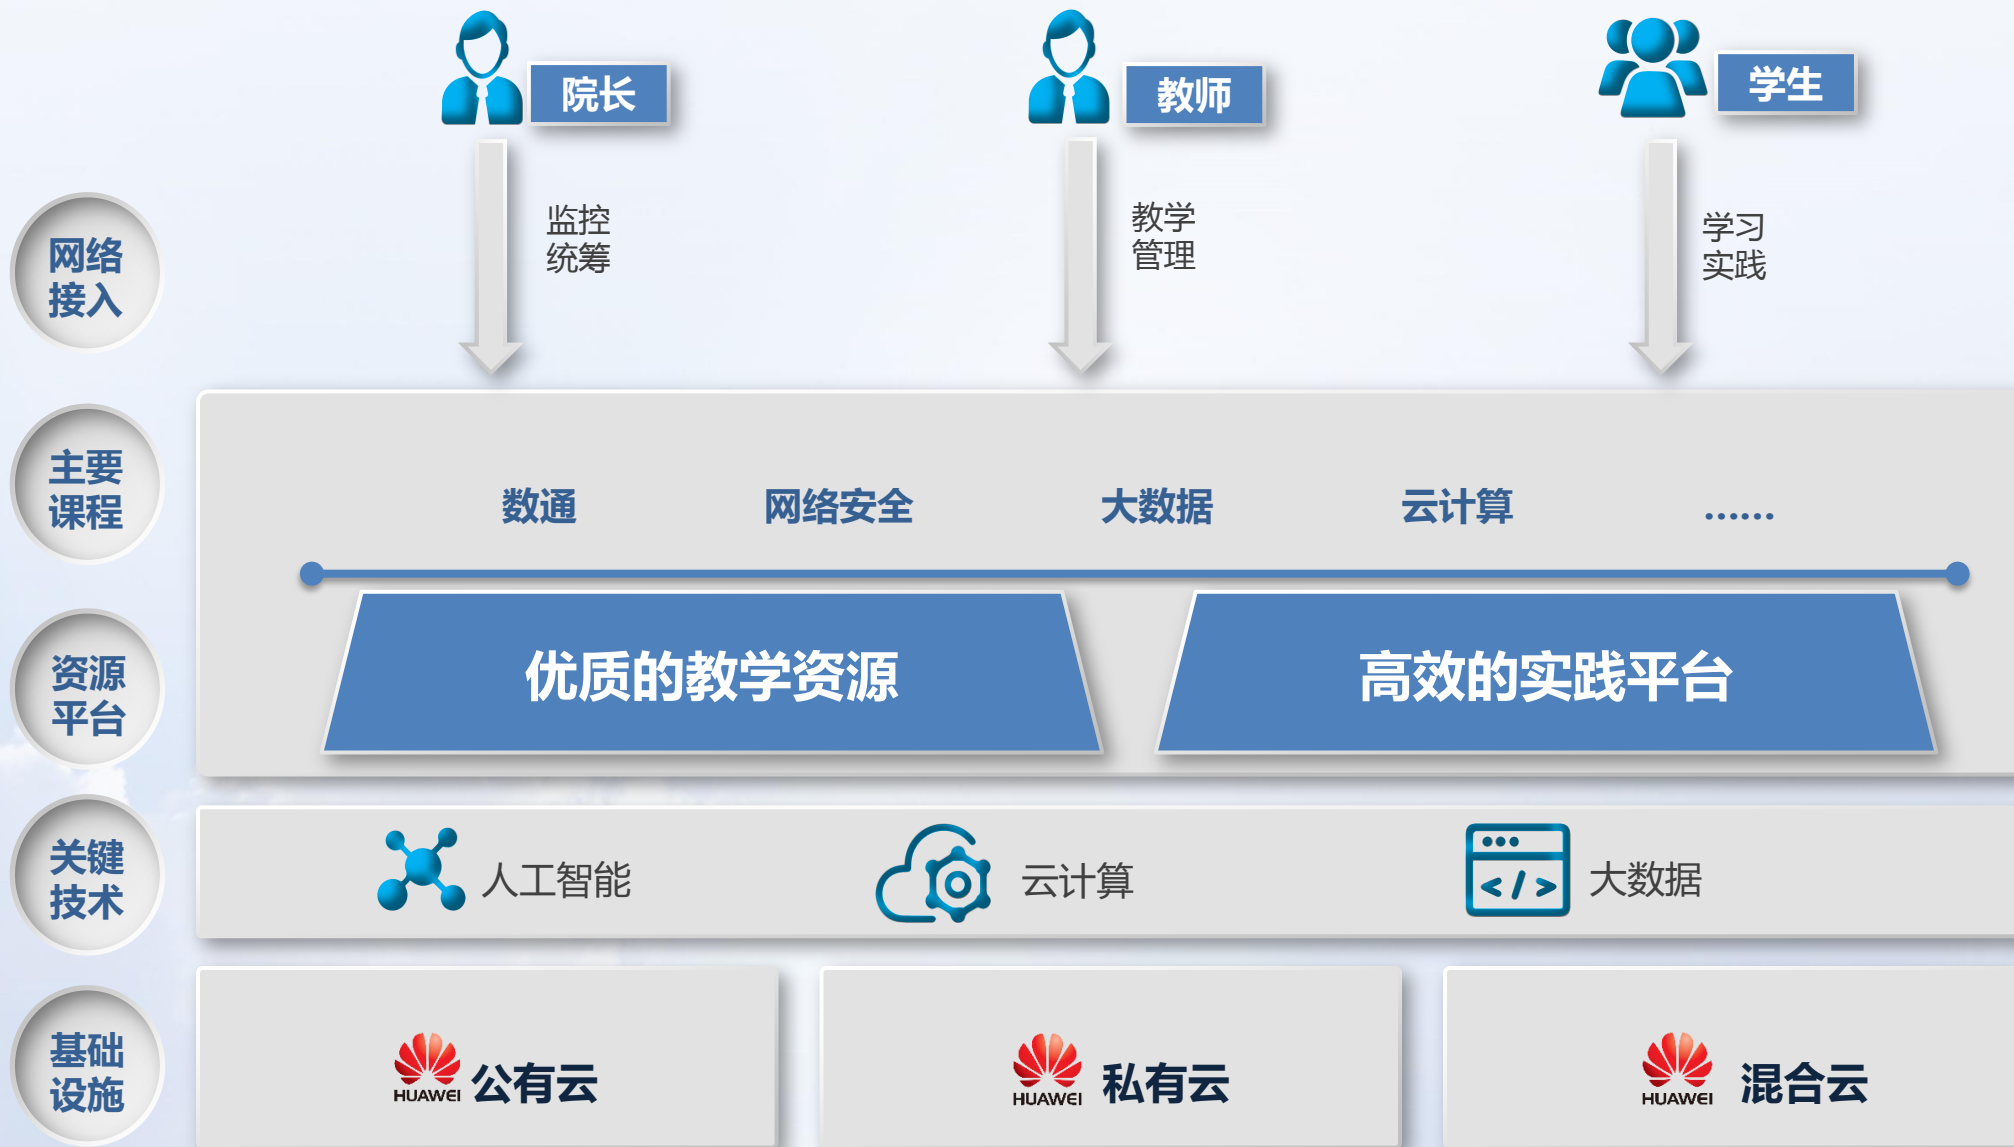 院长
教师
学生
监控
统筹
教学
管理
学习
实践
网络
接入
主要
课程
数通
网络安全
大数据
云计算
……
资源
平台
优质的教学资源
高效的实践平台
关键
技术
人工智能
云计算
</>
大数据
基础
设施
HUAWEI
公有云
HUAWEI
私有云
HUAWEI
混合云